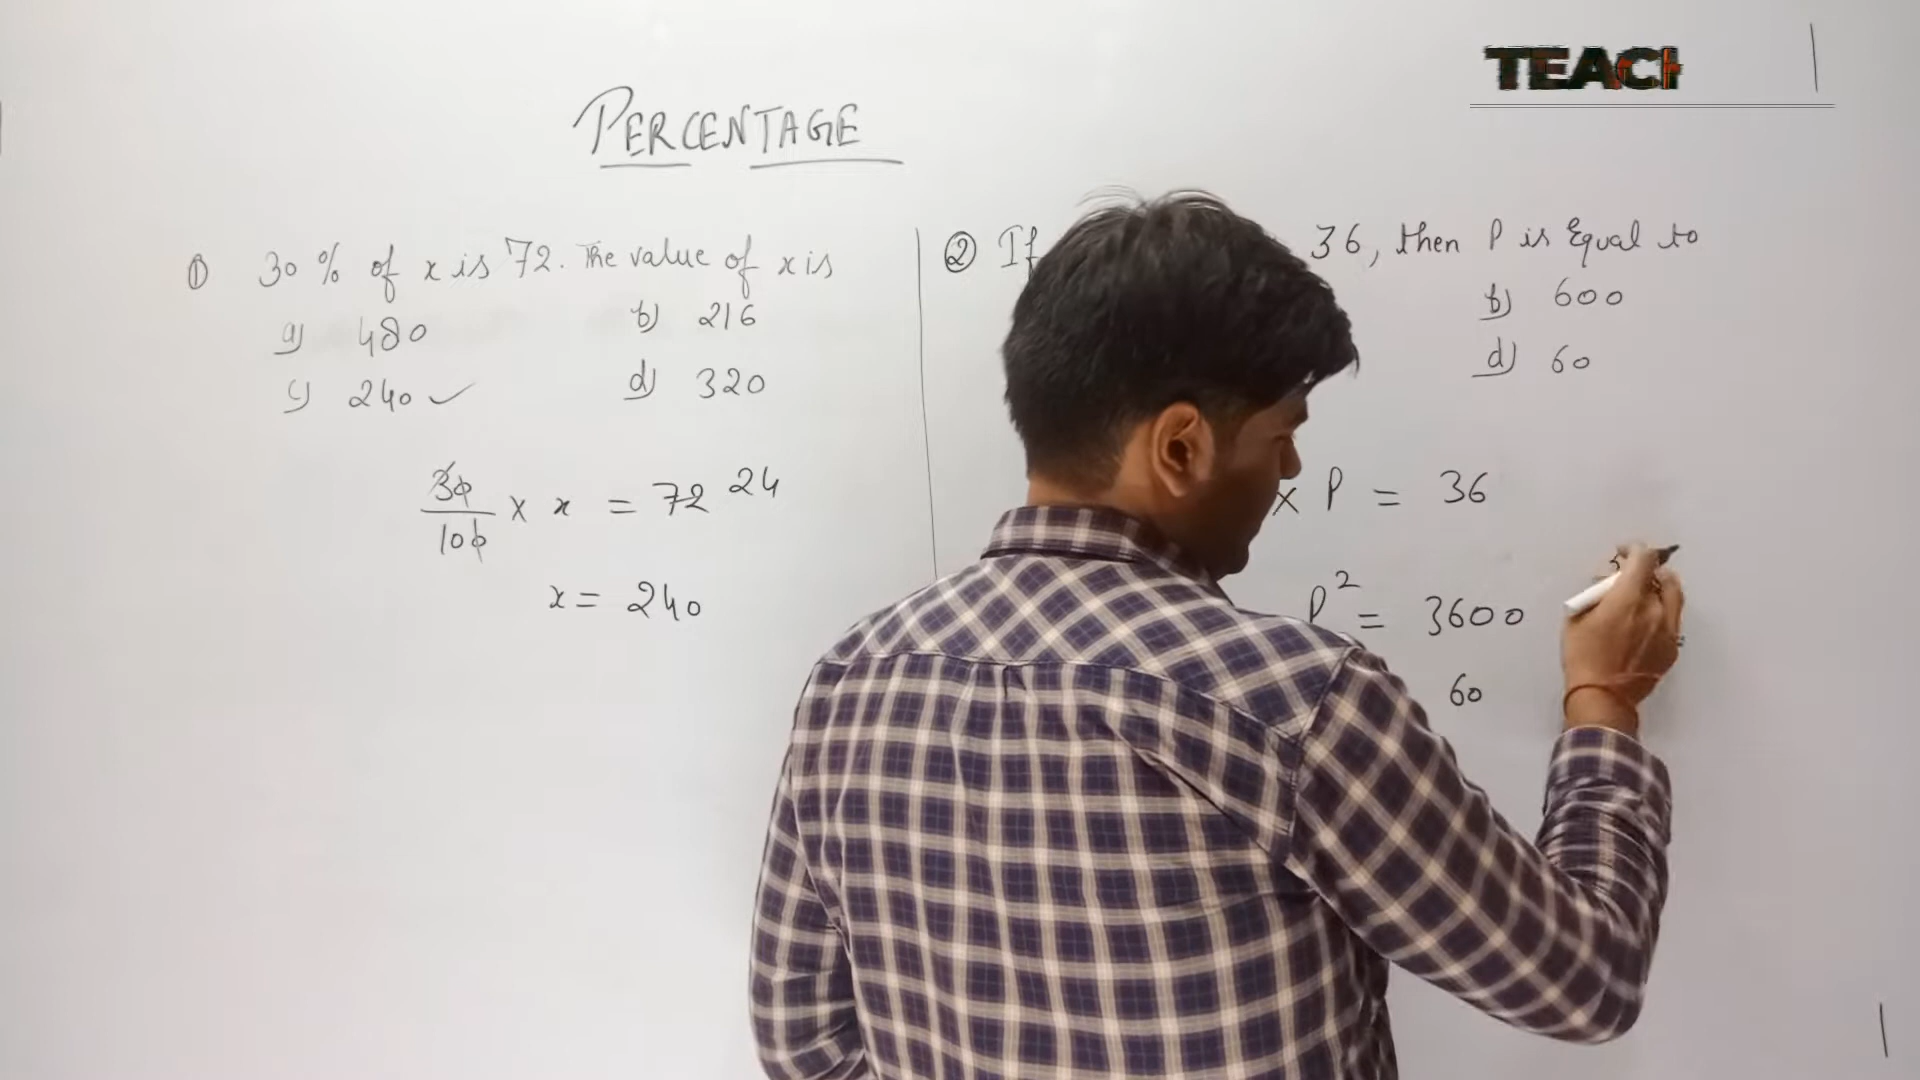 TEACH
PERCENTAGE
① 30 % of x is 72. The value of x is
a) 480 b) 216
c) 240 ✓ d) 320
30/100 × x = 72 24
x = 240
② If 36, then P is Equal to
b) 600
d) 60
× P = 36
P² = 3600
60